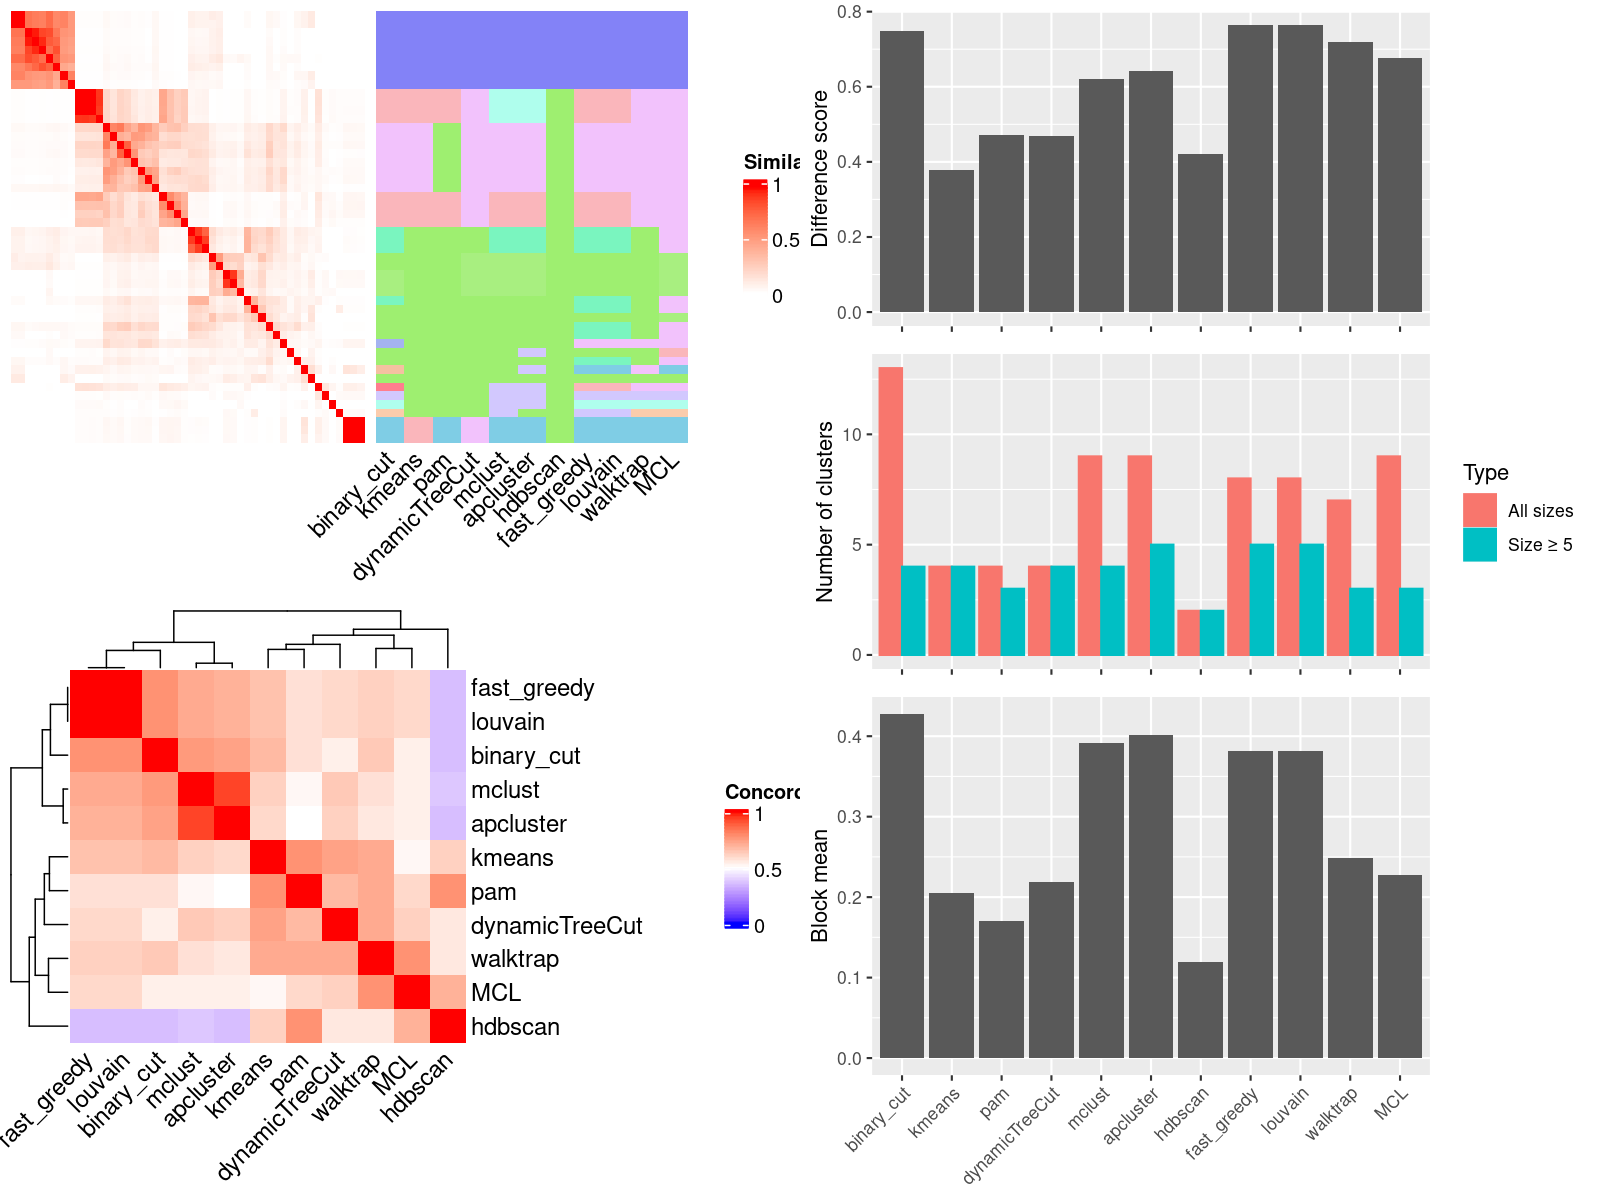 Simila
1
0.5
0
binary_cut
kmeans
pam
dynamicTreeCut
mclust
apcluster
hdbscan
fast_greedy
louvain
walktrap
MCL
fast_greedy
louvain
binary_cut
mclust
apcluster
kmeans
pam
dynamicTreeCut
walktrap
MCL
hdbscan
fast_greedy
louvain
binary_cut
mclust
apcluster
kmeans
pam
dynamicTreeCut
walktrap
MCL
hdbscan
Concord
1
0.5
0
Difference score
0.8
0.6
0.4
0.2
0.0
Number of clusters
10
5
0
Type
All sizes
Size ≥ 5
Block mean
0.4
0.3
0.2
0.1
0.0
binary_cut
kmeans
pam
dynamicTreeCut
mclust
apcluster
hdbscan
fast_greedy
louvain
walktrap
MCL